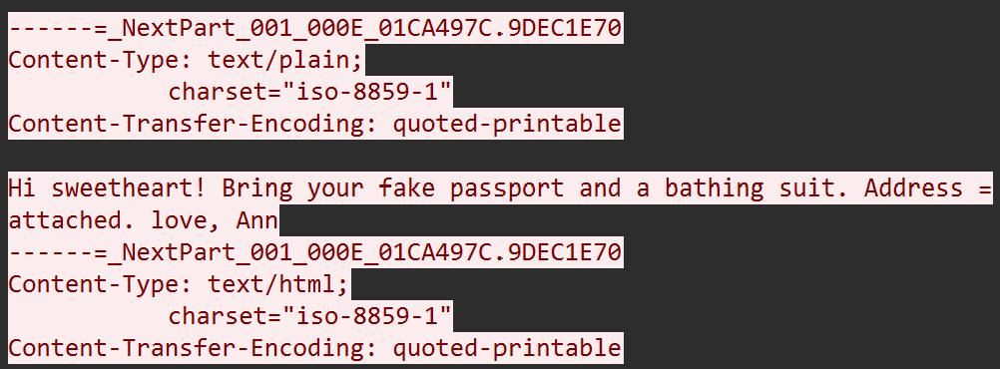 ------=_NextPart_001_000E_01CA497C.9DEC1E70
Content-Type: text/plain;
charset="iso-8859-1"
Content-Transfer-Encoding: quoted-printable
Hi sweetheart! Bring your fake passport and a bathing suit. Address =
attached. love, Ann
------=_NextPart_001_000E_01CA497C.9DEC1E70
Content-Type: text/html;
charset="iso-8859-1"
Content-Transfer-Encoding: quoted-printable